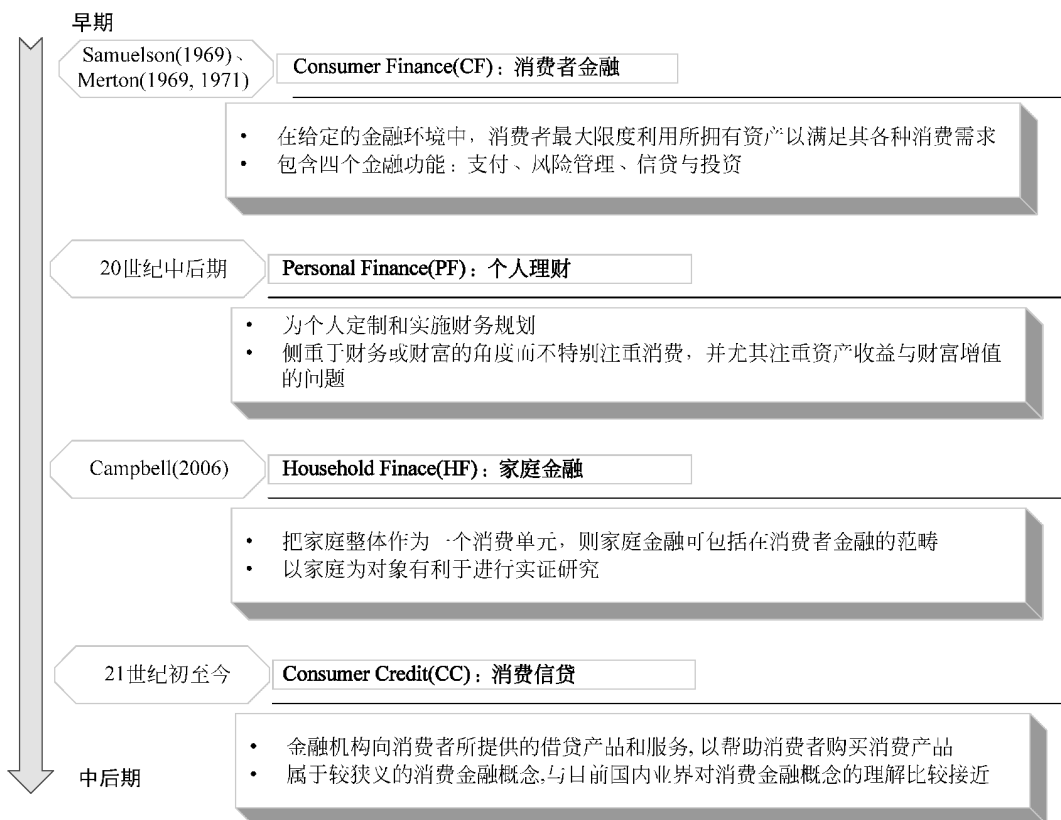 早期
Samuelson(1969)、
Merton(1969, 1971)
Consumer Finance(CF)：消费者金融
• 在给定的金融环境中，消费者最大限度利用所拥有资产以满足其各种消费需求
• 包含四个金融功能：支付、风险管理、信贷与投资
20世纪中后期
Personal Finance(PF)：个人理财
• 为个人定制和实施财务规划
• 侧重于财务或财富的角度而不特别注重消费，并尤其注重资产收益与财富增值
的问题
Campbell(2006)
Household Finace(HF)：家庭金融
• 把家庭整体作为一个消费单元，则家庭金融可包括在消费者金融的范畴
• 以家庭为对象有利于进行实证研究
21世纪初至今
Consumer Credit(CC)：消费信贷
• 金融机构向消费者所提供的借贷产品和服务,以帮助消费者购买消费产品
• 属于较狭义的消费金融概念,与目前国内业界对消费金融概念的理解比较接近
中后期